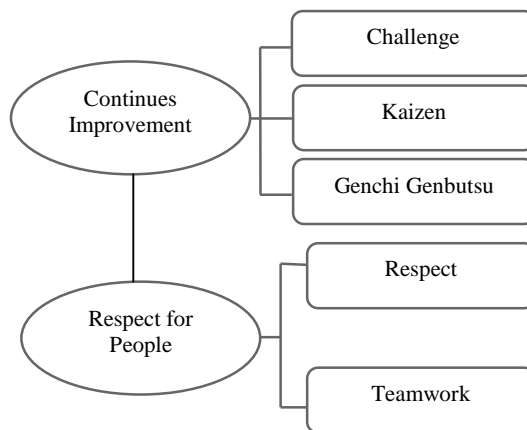 Continues
Improvement
Challenge
Kaizen
Genchi Genbutsu
Respect for
People
Respect
Teamwork